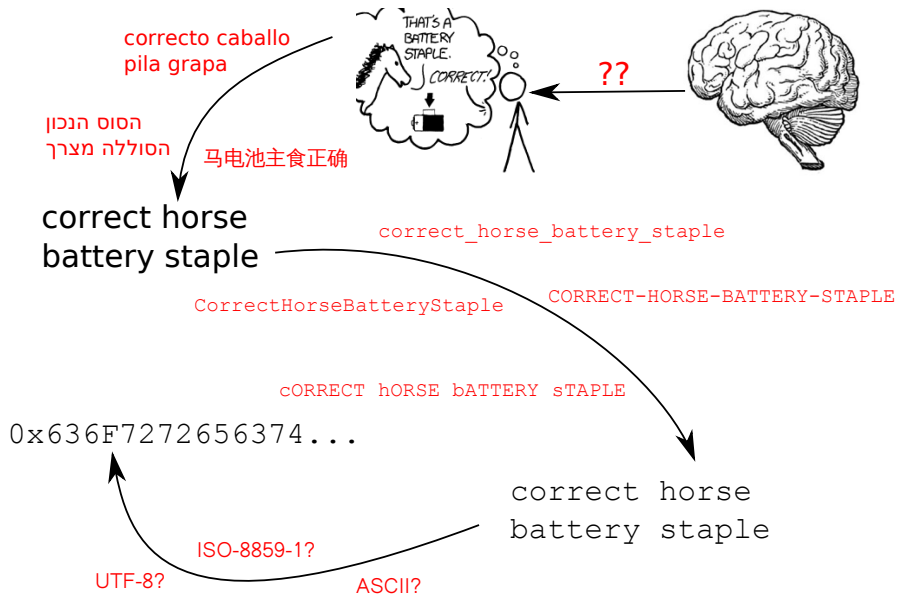 correcto caballo
pila grapa
THAT'S A
BATTERY
STAPLE.
CORRECT!
??
הסוס הנכון
הסוללה מצרך
马电池主食正确
correct horse
battery staple
correct_horse_battery_staple
CorrectHorseBatteryStaple
CORRECT-HORSE-BATTERY-STAPLE
cORRECT hORSE bATTERY sTAPLE
0x636F7272656374...
correct horse
battery staple
ISO-8859-1?
UTF-8?
ASCII?